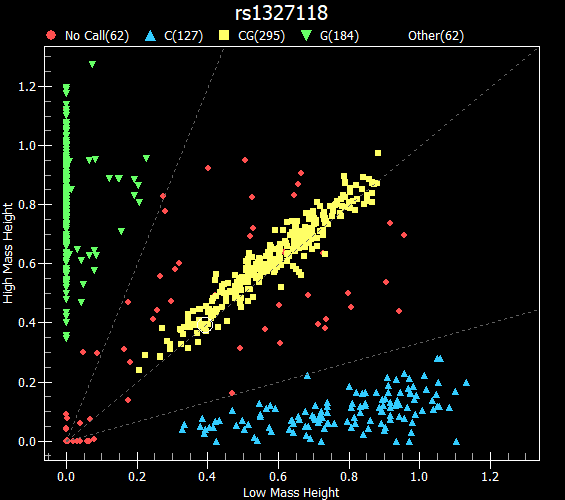 rs1327118
No Call(62) C(127) CG(295) G(184) Other(62)
1.2
1.0
0.8
0.6
0.4
0.2
0.0
High Mass Height
0.0 0.2 0.4 0.6 0.8 1.0 1.2
Low Mass Height